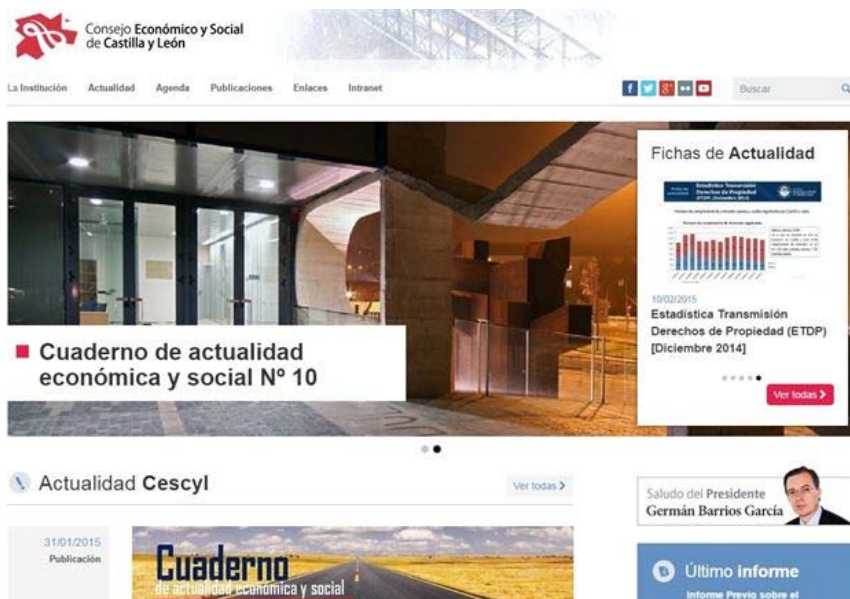 Consejo Económico y Social
de Castilla y León
La Institución Actualidad Agenda Publicaciones Enlaces Intranet
Buscar
Cuaderno de actualidad
económica y social Nº 10
Fichas de Actualidad
Estadística Transmisión
Derechos de Propiedad
(ETDP) [Diciembre 2014]
10/02/2015
Estadística Transmisión
Derechos de Propiedad (ETDP)
[Diciembre 2014]
Ver todas
Actualidad Cescyl
Ver todas
31/01/2015
Publicación
Cuaderno
de actualidad económica y social
Saludo del Presidente
Germán Barrios García
Último informe
Informe Previo sobre el